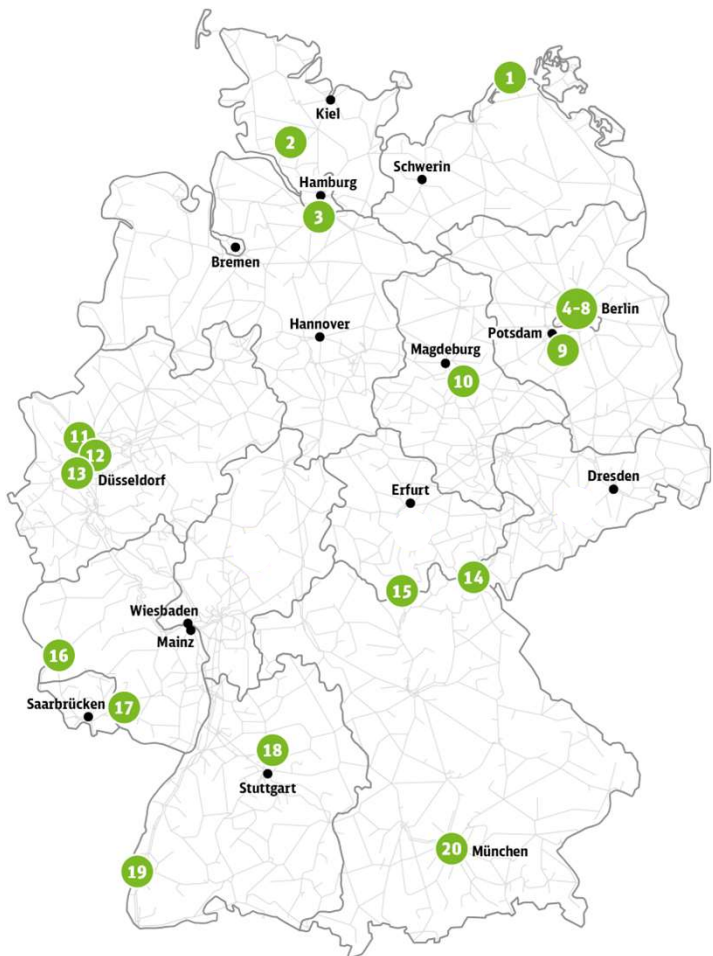 1
Kiel
2
Schwerin
Hamburg
3
Bremen
4–8
Berlin
Hannover
Potsdam
9
Magdeburg
10
11
12
13
Düsseldorf
Erfurt
Dresden
14
15
Wiesbaden
Mainz
16
Saarbrücken
17
18
Stuttgart
20
München
19